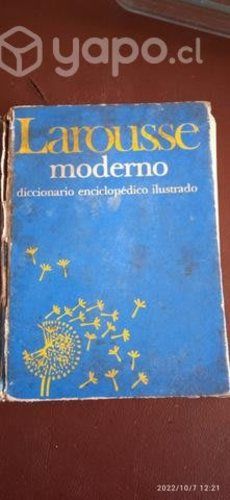 yapo.cl
Larousse
moderno
diccionario enciclopédico ilustrado
2022/10/7 12:21